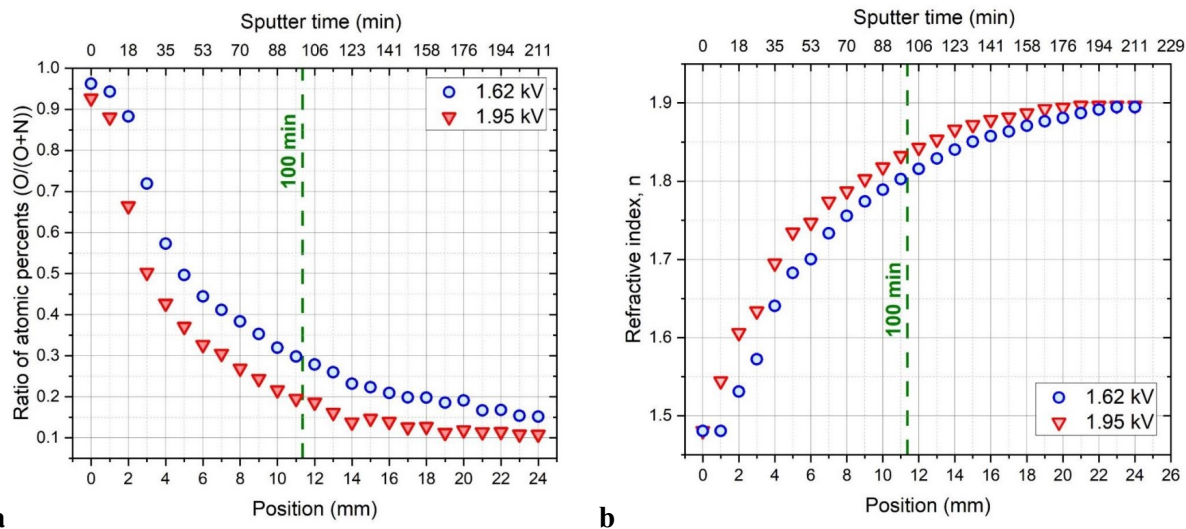 Sputter time (min)
0 18 35 53 70 88 106 123 141 158 176 194 211
1.0
0.9
0.8
0.7
0.6
0.5
0.4
0.3
0.2
0.1
Ratio of atomic percents (O/(O+N))
1.62 kV
1.95 kV
100 min
0 2 4 6 8 10 12 14 16 18 20 22 24
Position (mm)
a
Sputter time (min)
0 18 35 53 70 88 106 123 141 158 176 194 211 229
1.9
1.8
1.7
1.6
1.5
Refractive index, n
100 min
1.62 kV
1.95 kV
0 2 4 6 8 10 12 14 16 18 20 22 24 26
Position (mm)
b